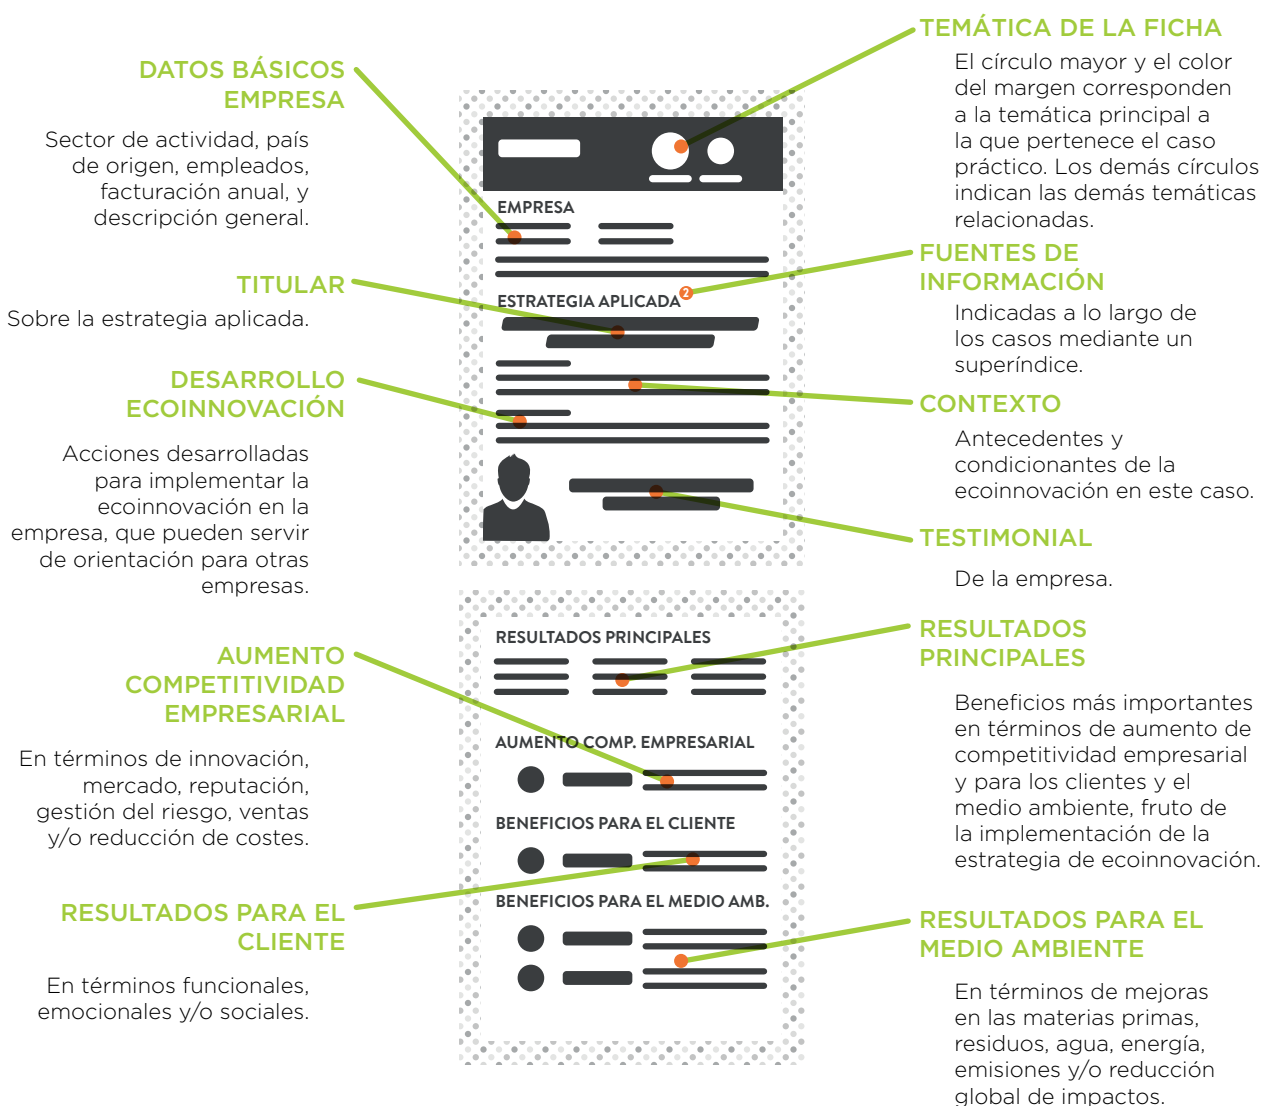 DATOS BÁSICOS
EMPRESA
Sector de actividad, país
de origen, empleados,
facturación anual, y
descripción general.
TITULAR
Sobre la estrategia aplicada.
DESARROLLO
ECOINNOVACIÓN
Acciones desarrolladas
para implementar la
ecoinnovación en la
empresa, que pueden servir
de orientación para otras
empresas.
AUMENTO
COMPETITIVIDAD
EMPRESARIAL
En términos de innovación,
mercado, reputación,
gestión del riesgo, ventas
y/o reducción de costes.
RESULTADOS PARA EL
CLIENTE
En términos funcionales,
emocionales y/o sociales.
EMPRESA
ESTRATEGIA APLICADA2
RESULTADOS PRINCIPALES
AUMENTO COMP. EMPRESARIAL
BENEFICIOS PARA EL CLIENTE
BENEFICIOS PARA EL MEDIO AMB.
TEMÁTICA DE LA FICHA
El círculo mayor y el color
del margen corresponden
a la temática principal a
la que pertenece el caso
práctico. Los demás círculos
indican las demás temáticas
relacionadas.
FUENTES DE
INFORMACIÓN
Indicadas a lo largo de
los casos mediante un
superíndice.
CONTEXTO
Antecedentes y
condicionantes de la
ecoinnovación en este caso.
TESTIMONIAL
De la empresa.
RESULTADOS
PRINCIPALES
Beneficios más importantes
en términos de aumento de
competitividad empresarial
y para los clientes y el
medio ambiente, fruto de
la implementación de la
estrategia de ecoinnovación.
RESULTADOS PARA EL
MEDIO AMBIENTE
En términos de mejoras
en las materias primas,
residuos, agua, energía,
emisiones y/o reducción
global de impactos.